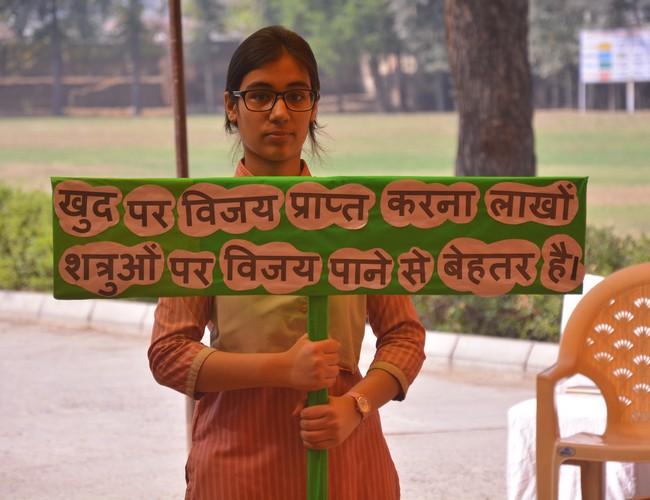 खुद पर विजय प्राप्त करना लाखों
शत्रुओं पर विजय पाने से बेहतर है।